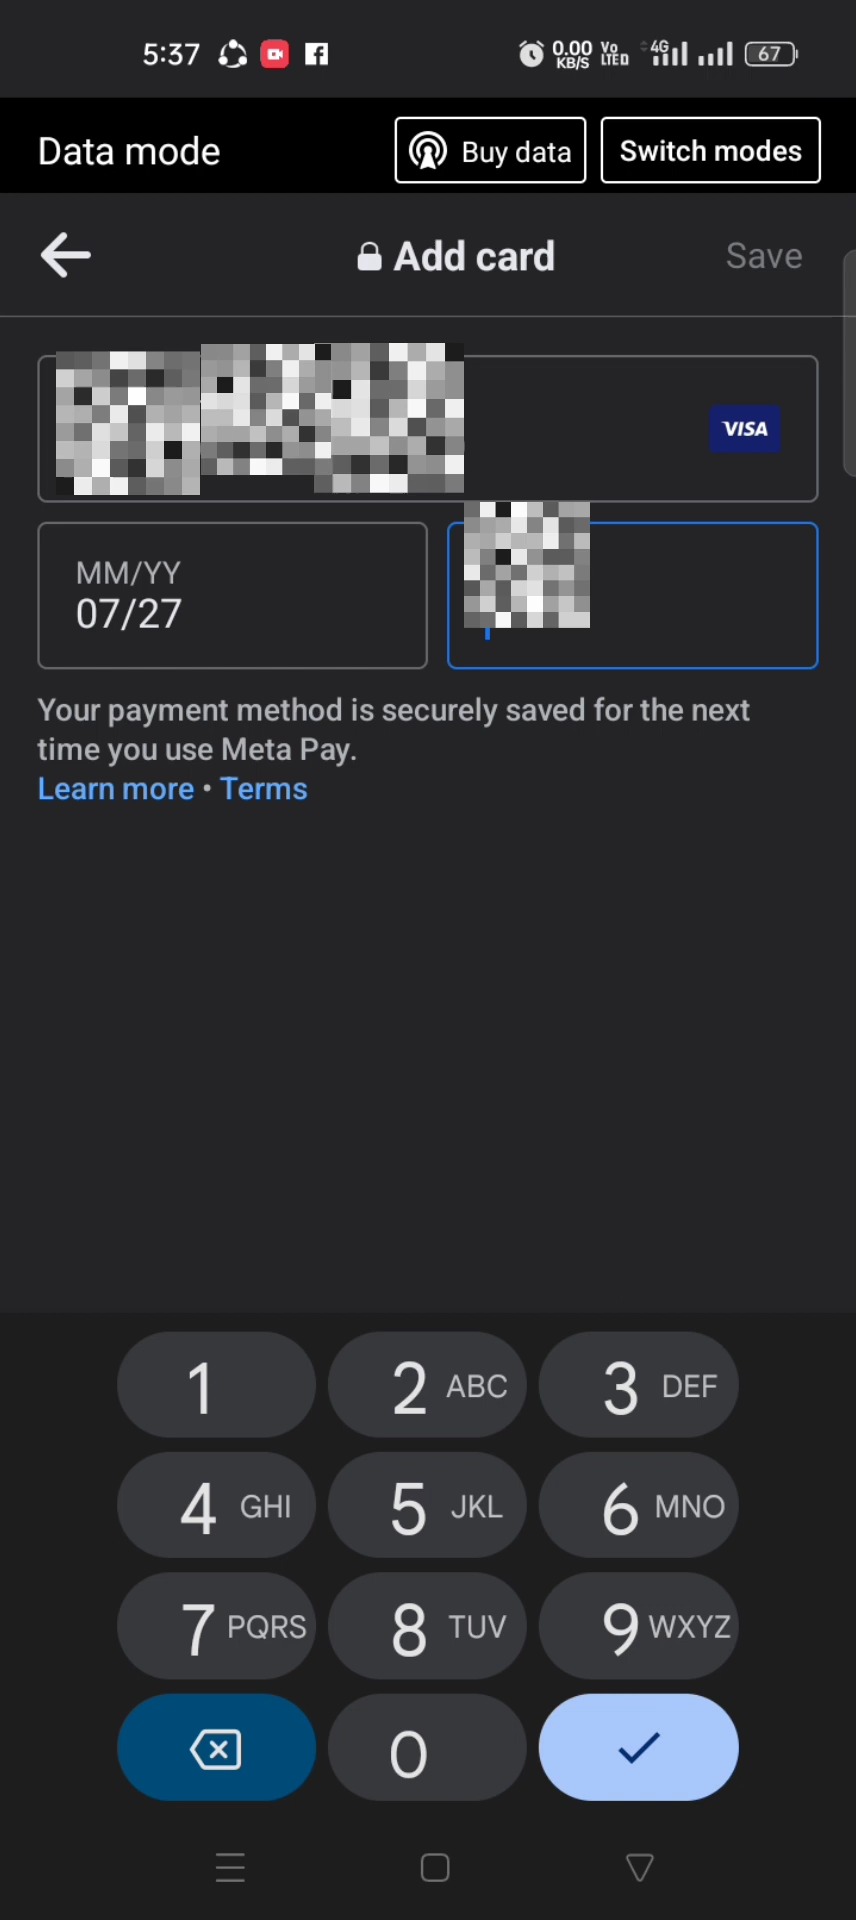 5:37 0.00 KB/S Vo LTED 4G 67
Data mode Buy data Switch modes
Add card Save
VISA
MM/YY
07/27
Your payment method is securely saved for the next
time you use Meta Pay.
Learn more • Terms
1 2 ABC 3 DEF
4 GHI 5 JKL 6 MNO
7 PQRS 8 TUV 9 WXYZ
0